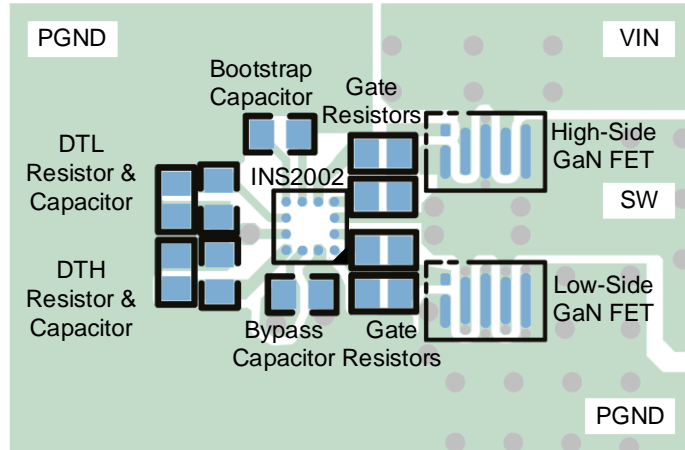 PGND
VIN
Bootstrap
Capacitor
Gate
Resistors
High-Side
GaN FET
DTL
Resistor &
Capacitor
INS2002
SW
DTH
Resistor &
Capacitor
Low-Side
GaN FET
Bypass
Capacitor
Gate
Resistors
PGND